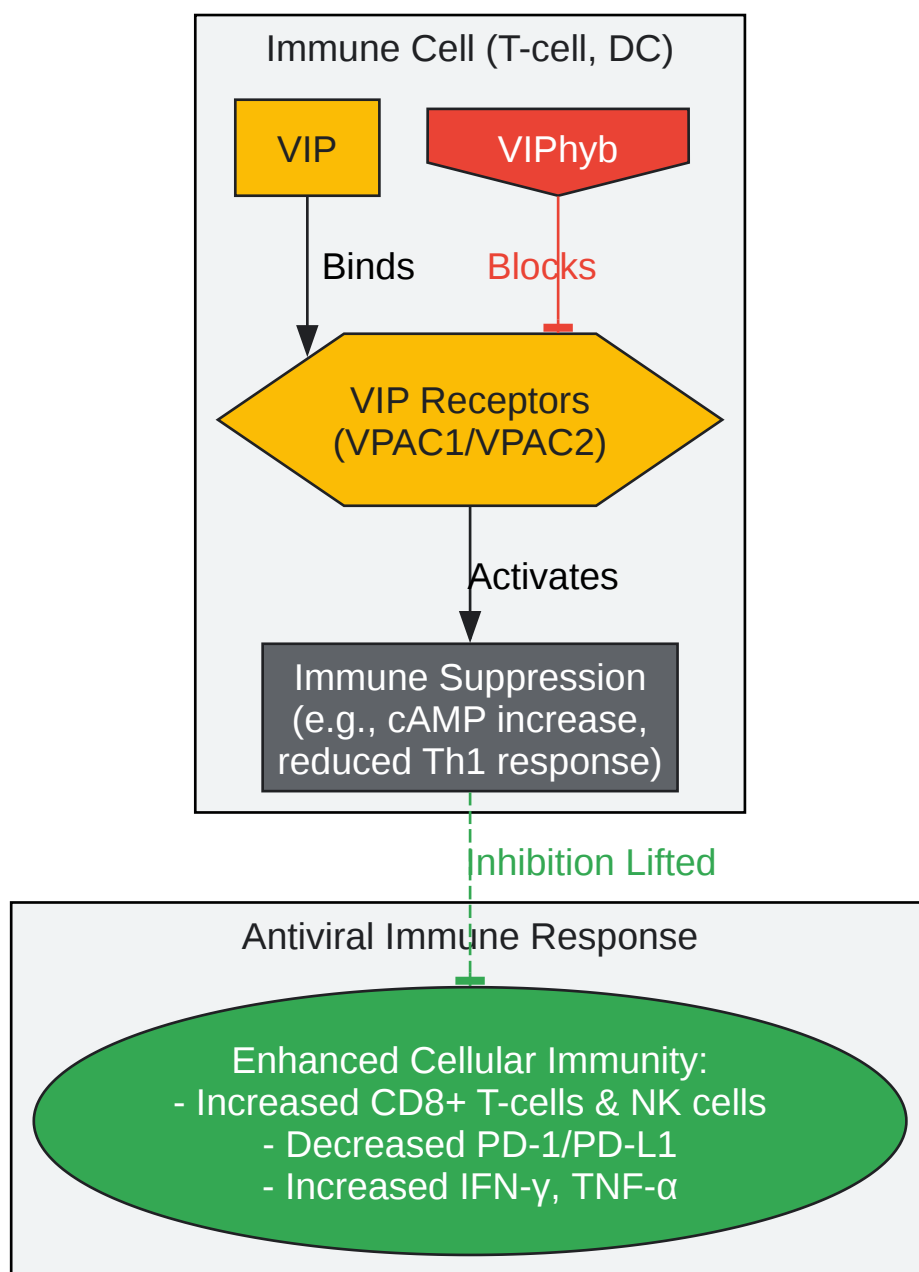 Immune Cell (T-cell, DC)
VIP
VIPhyb
Binds
Blocks
VIP Receptors
(VPAC1/VPAC2)
Activates
Immune Suppression
(e.g., cAMP increase,
reduced Th1 response)
Inhibition Lifted
Antiviral Immune Response
Enhanced Cellular Immunity:
- Increased CD8+ T-cells & NK cells
- Decreased PD-1/PD-L1
- Increased IFN-γ, TNF-α